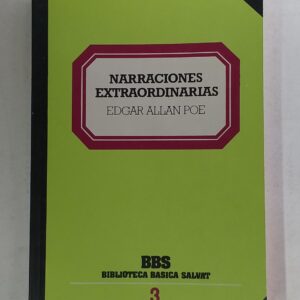 NARRACIONES
EXTRAORDINARIAS
EDGAR ALLAN POE
BBS
BIBLIOTECA BASICA SALVAT
3